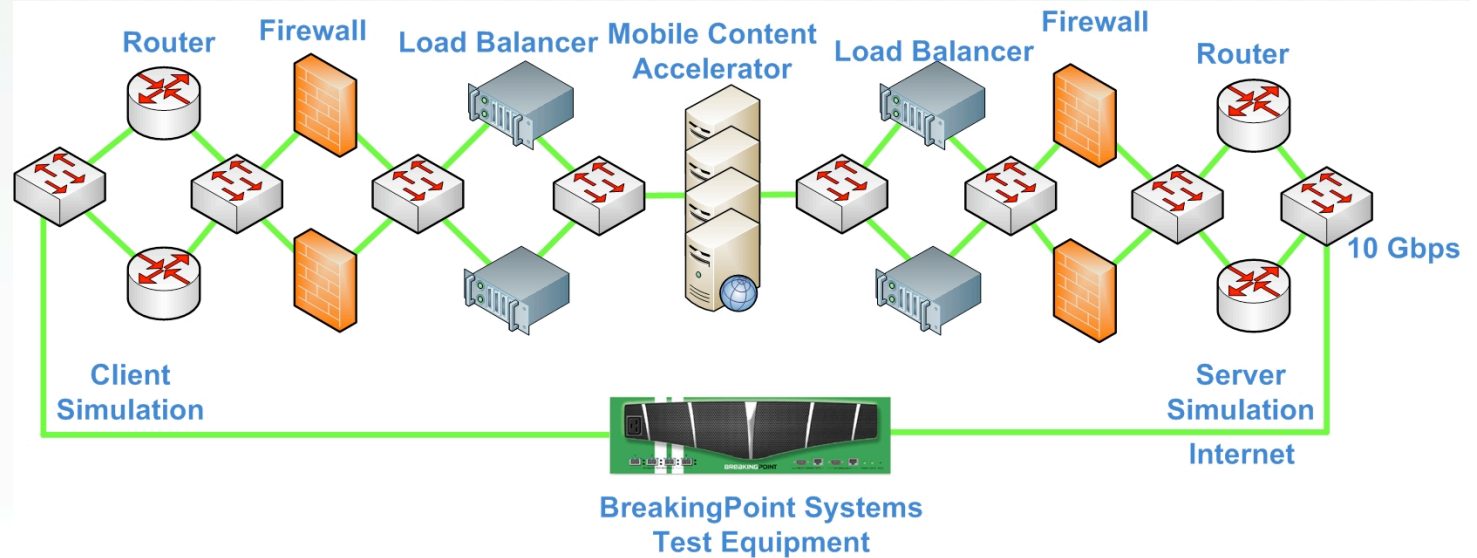 Router
Firewall
Load Balancer
Mobile Content
Accelerator
Load Balancer
Firewall
Router
10 Gbps
Client
Simulation
Server
Simulation
Internet
BREAKINGPOINT
BreakingPoint Systems
Test Equipment